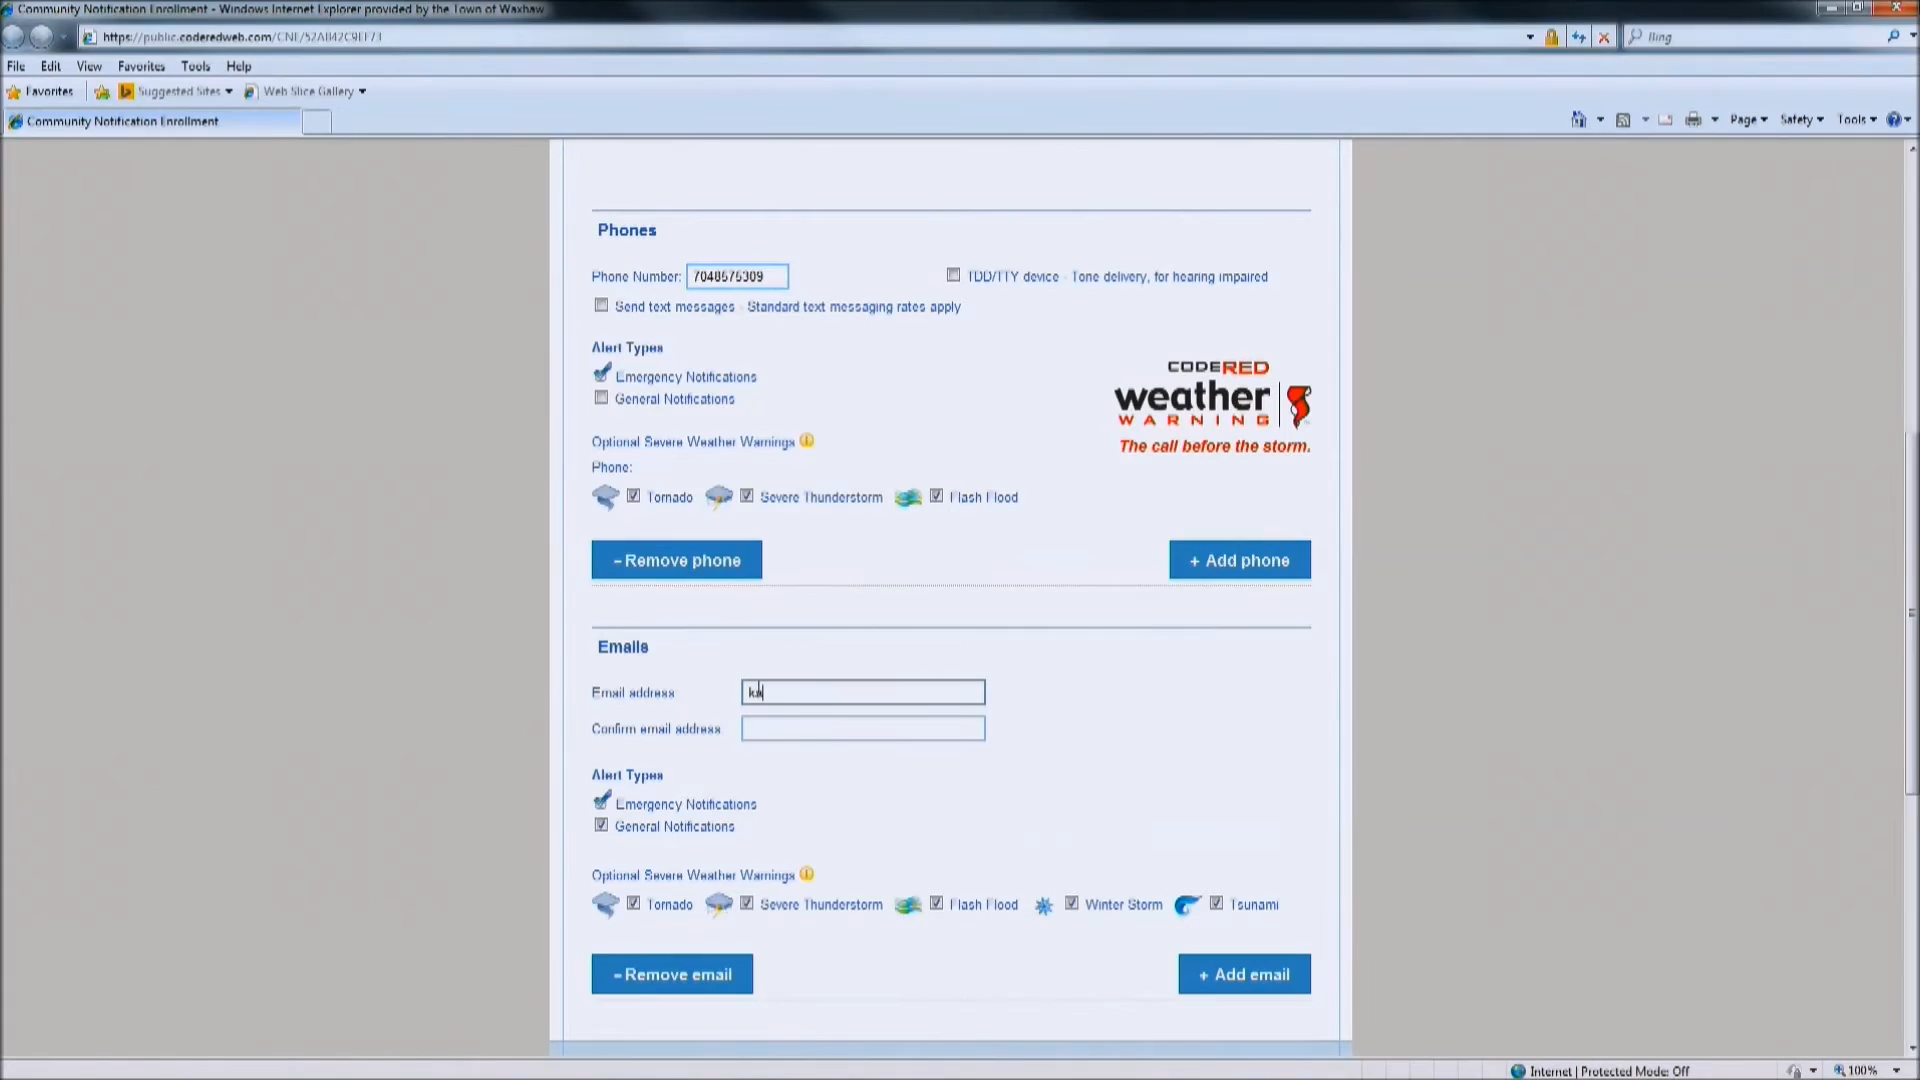 Community Notification Enrollment - Windows Internet Explorer provided by the Town of Waxhaw
Bing
File Edit View Favorites Tools Help
Favorites Suggested Sites Web Slice Gallery
Community Notification Enrollment
Page Safety Tools
Phones
Phone Number: 7048675309
TDD/TTY device - Tone delivery, for hearing impaired
Send text messages - Standard text messaging rates apply
Alert Types
Emergency Notifications
General Notifications
CODERED
weather
WARNING
The call before the storm.
Optional Severe Weather Warnings
Phone:
Tornado Severe Thunderstorm Flash Flood
- Remove phone
+ Add phone
Emails
Email address
Confirm email address
Alert Types
Emergency Notifications
General Notifications
Optional Severe Weather Warnings
Tornado Severe Thunderstorm Flash Flood Winter Storm Tsunami
- Remove email
+ Add email
Internet | Protected Mode: Off
100%